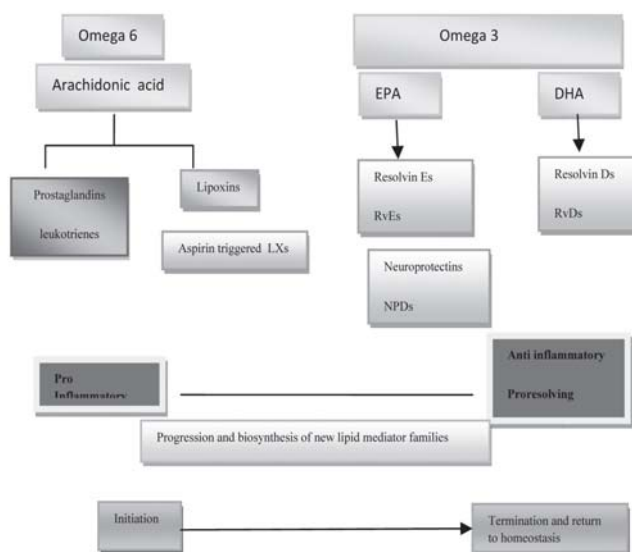 Omega 6
Omega 3
Arachidonic acid
EPA
DHA
Prostaglandins
leukotrienes
Lipoxins
Aspirin triggered LXs
Resolvin Es
RvEs
Resolvin Ds
RvDs
Neuroprotectins
NPDs
Pro
Inflammatory
Anti inflammatory
Proresolving
Progression and biosynthesis of new lipid mediator families
Initiation
Termination and return
to homeostasis